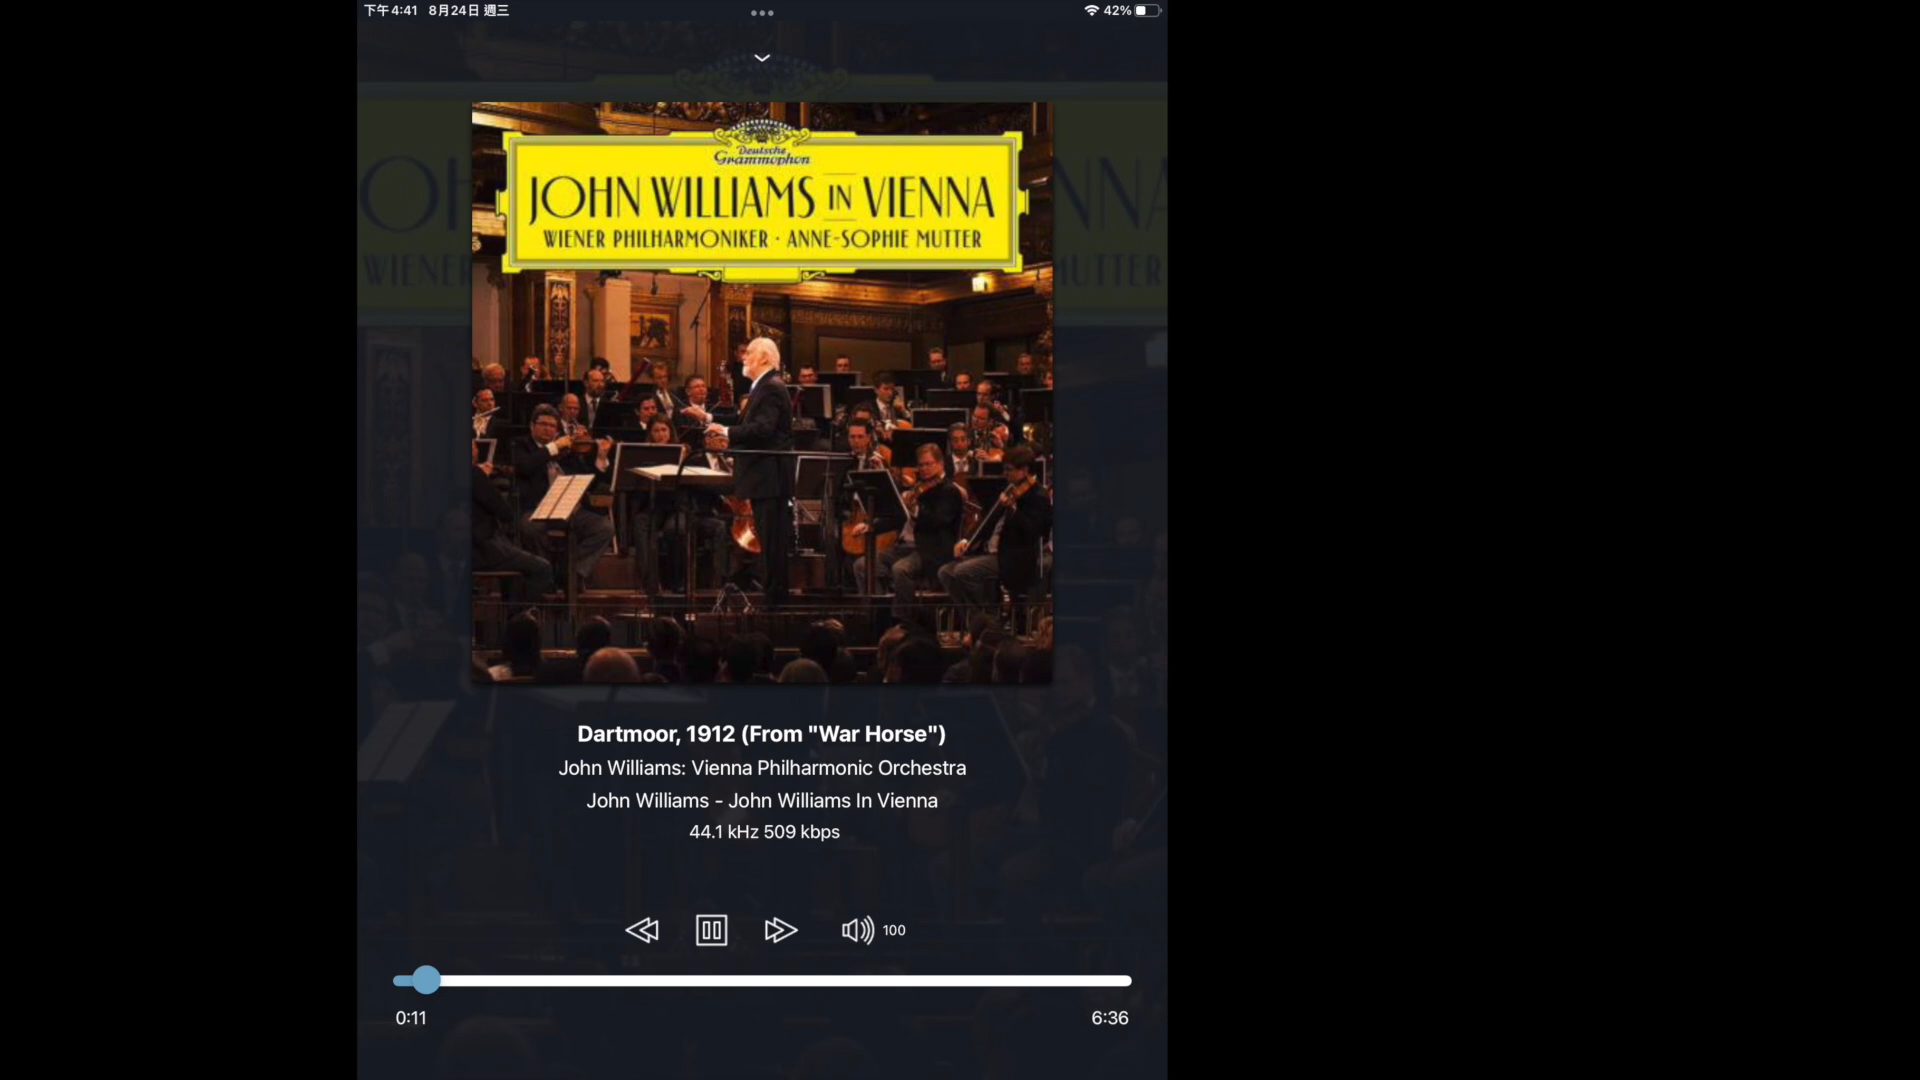 下午4:41 8月24日 週三
42%
Deutsche
Grammophon
JOHN WILLIAMS IN VIENNA
WIENER PHILHARMONIKER · ANNE-SOPHIE MUTTER
Dartmoor, 1912 (From "War Horse")
John Williams: Vienna Philharmonic Orchestra
John Williams - John Williams In Vienna
44.1 kHz 509 kbps
100
0:11
6:36